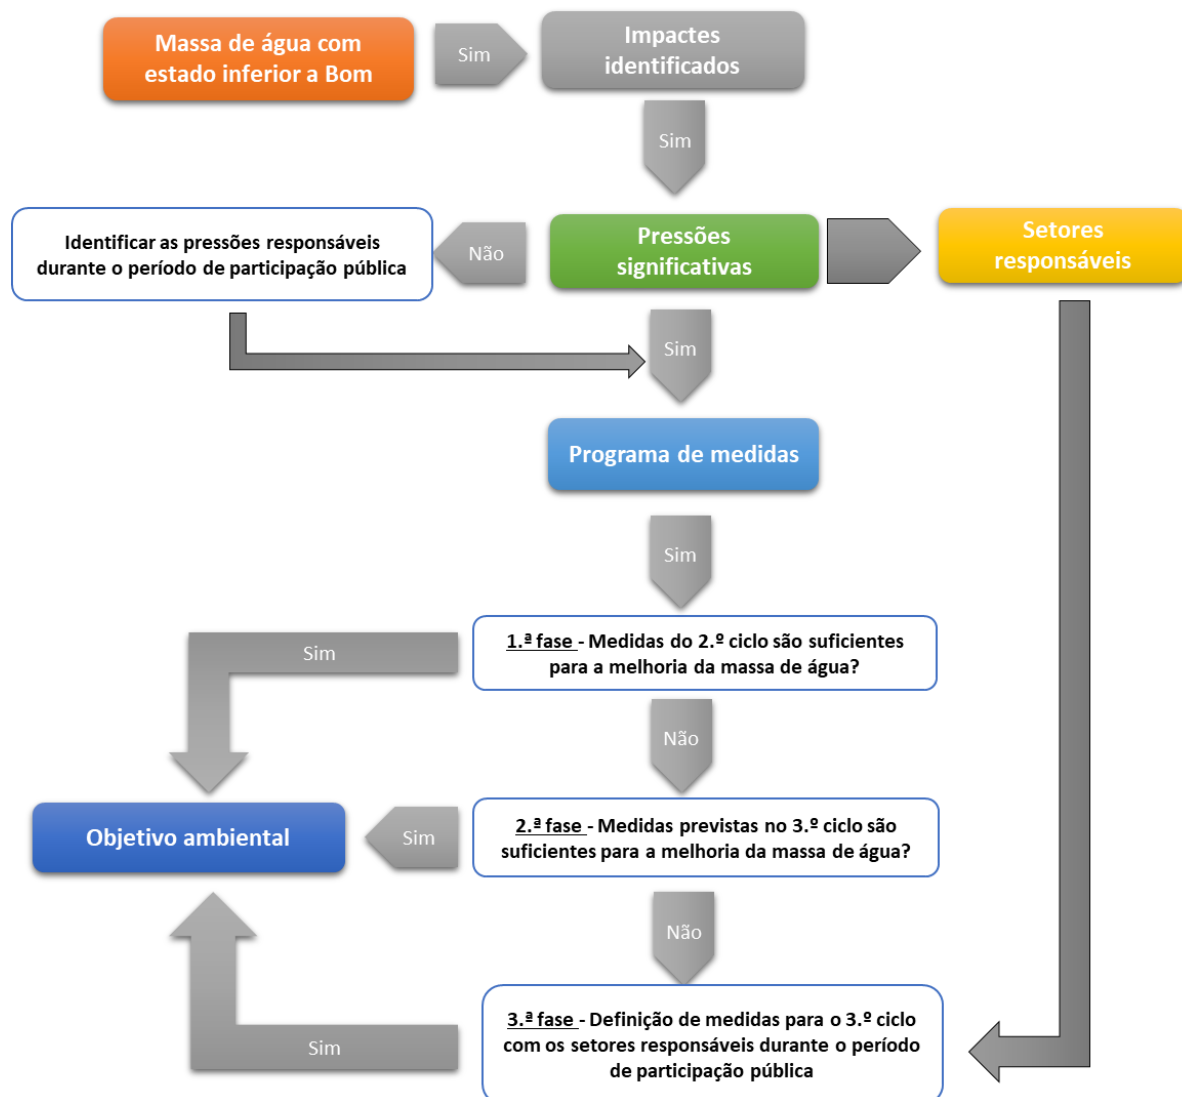 Massa de água com
estado inferior a Bom
Sim
Impactes
identificados
Sim
Identificar as pressões responsáveis
durante o período de participação pública
Não
Pressões
significativas
Setores
responsáveis
Sim
Programa de medidas
Sim
1.ª fase - Medidas do 2.º ciclo são suficientes
para a melhoria da massa de água?
Sim
Não
Objetivo ambiental
Sim
2.ª fase - Medidas previstas no 3.º ciclo são
suficientes para a melhoria da massa de água?
Não
3.ª fase - Definição de medidas para o 3.º ciclo
com os setores responsáveis durante o período
de participação pública
Sim